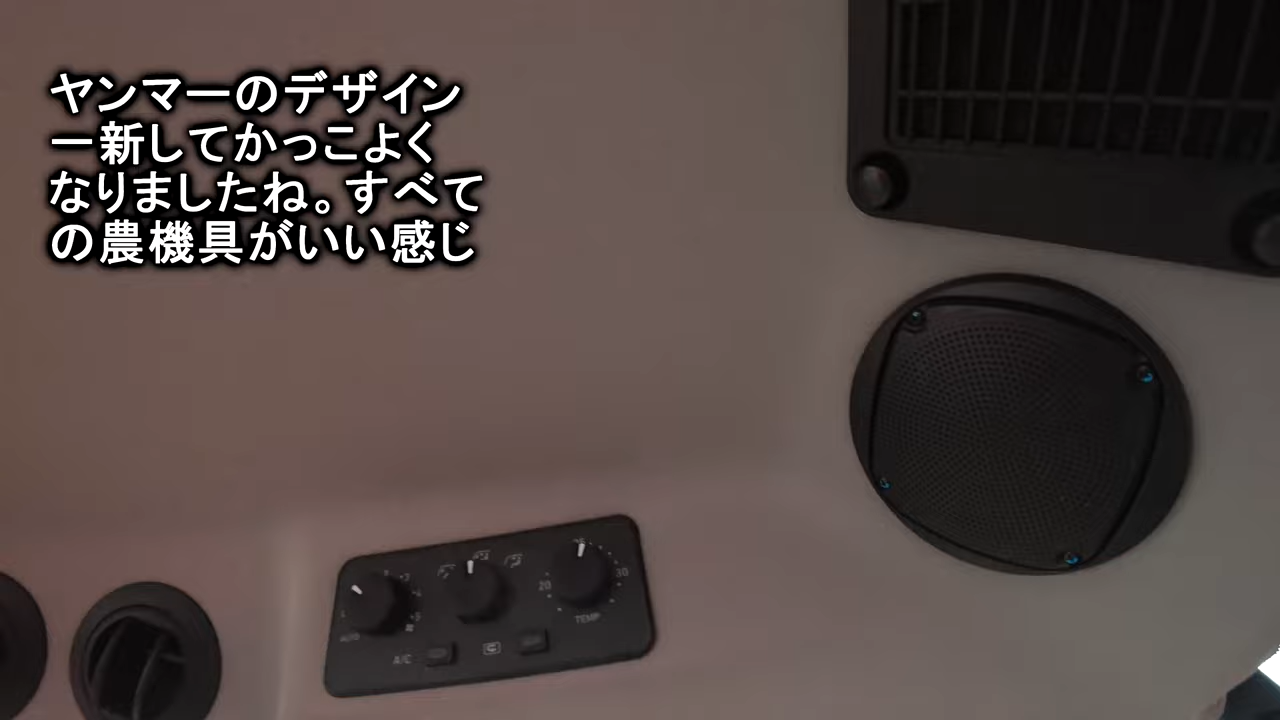 ヤンマーのデザイン
一新してかっこよく
なりましたね。すべて
の農機具がいい感じ
20
30
TEMP
A/C